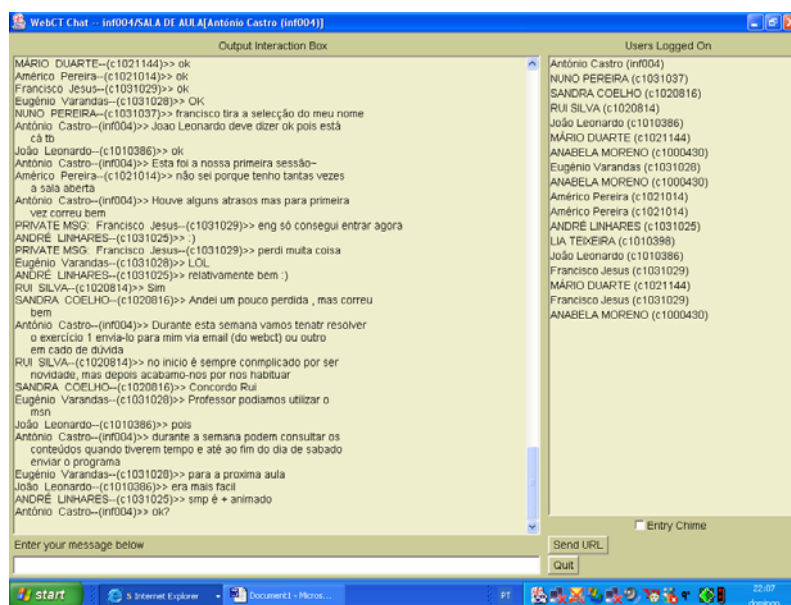 WebCT Chat -- inf004/SALA DE AULA[António Castro (inf004)]
Output Interaction Box
MÁRIO DUARTE--(c1021144)>> ok
Américo Pereira--(c1021014)>> ok
Francisco Jesus--(c1031029)>> ok
Eugénio Varandas--(c1031028)>> OK
NUNO PEREIRA--(c1031037)>> francisco tira a selecção do meu nome
António Castro--(inf004)>> Joao Leonardo deve dizer ok pois está
cá tb
João Leonardo--(c1010386)>> ok
António Castro--(inf004)>> Esta foi a nossa primeira sessão~
Américo Pereira--(c1021014)>> não sei porque tenho tantas vezes
a sala aberta
António Castro--(inf004)>> Houve alguns atrasos mas para primeira
vez correu bem
PRIVATE MSG: Francisco Jesus--(c1031029)>> eng só consegui entrar agora
ANDRÉ LINHARES--(c1031025)>> :)
PRIVATE MSG: Francisco Jesus--(c1031029)>> perdi muita coisa
Eugénio Varandas--(c1031028)>> LOL
ANDRÉ LINHARES--(c1031025)>> relativamente bem :)
RUI SILVA--(c1020814)>> Sim
SANDRA COELHO--(c1020816)>> Andei um pouco perdida , mas correu
bem
António Castro--(inf004)>> Durante esta semana vamos tenatr resolver
o exercício 1 envia-lo para mim via email (do webct) ou outro
em cado de dúvida
RUI SILVA--(c1020814)>> no inicio é sempre conmplicado por ser
novidade, mas depois acabamo-nos por nos habituar
SANDRA COELHO--(c1020816)>> Concordo Rui
Eugénio Varandas--(c1031028)>> Professor podiamos utilizar o
msn
João Leonardo--(c1010386)>> pois
António Castro--(inf004)>> durante a semana podem consultar os
conteúdos quando tiverem tempo e até ao fim do dia de sabado
enviar o programa
Eugénio Varandas--(c1031028)>> para a proxima aula
João Leonardo--(c1010386)>> era mais facil
ANDRÉ LINHARES--(c1031025)>> smp é + animado
António Castro--(inf004)>> ok?
Enter your message below
Users Logged On
António Castro (inf004)
NUNO PEREIRA (c1031037)
SANDRA COELHO (c1020816)
RUI SILVA (c1020814)
João Leonardo (c1010386)
MÁRIO DUARTE (c1021144)
ANABELA MORENO (c1000430)
Eugénio Varandas (c1031028)
ANABELA MORENO (c1000430)
Américo Pereira (c1021014)
Américo Pereira (c1021014)
ANDRÉ LINHARES (c1031025)
LIA TEIXEIRA (c1010398)
João Leonardo (c1010386)
Francisco Jesus (c1031029)
MÁRIO DUARTE (c1021144)
Francisco Jesus (c1031029)
ANABELA MORENO (c1000430)
Entry Chime
Send URL
Quit
start
5 Internet Explorer
Document1 - Micros...
PT
22:07
domingo